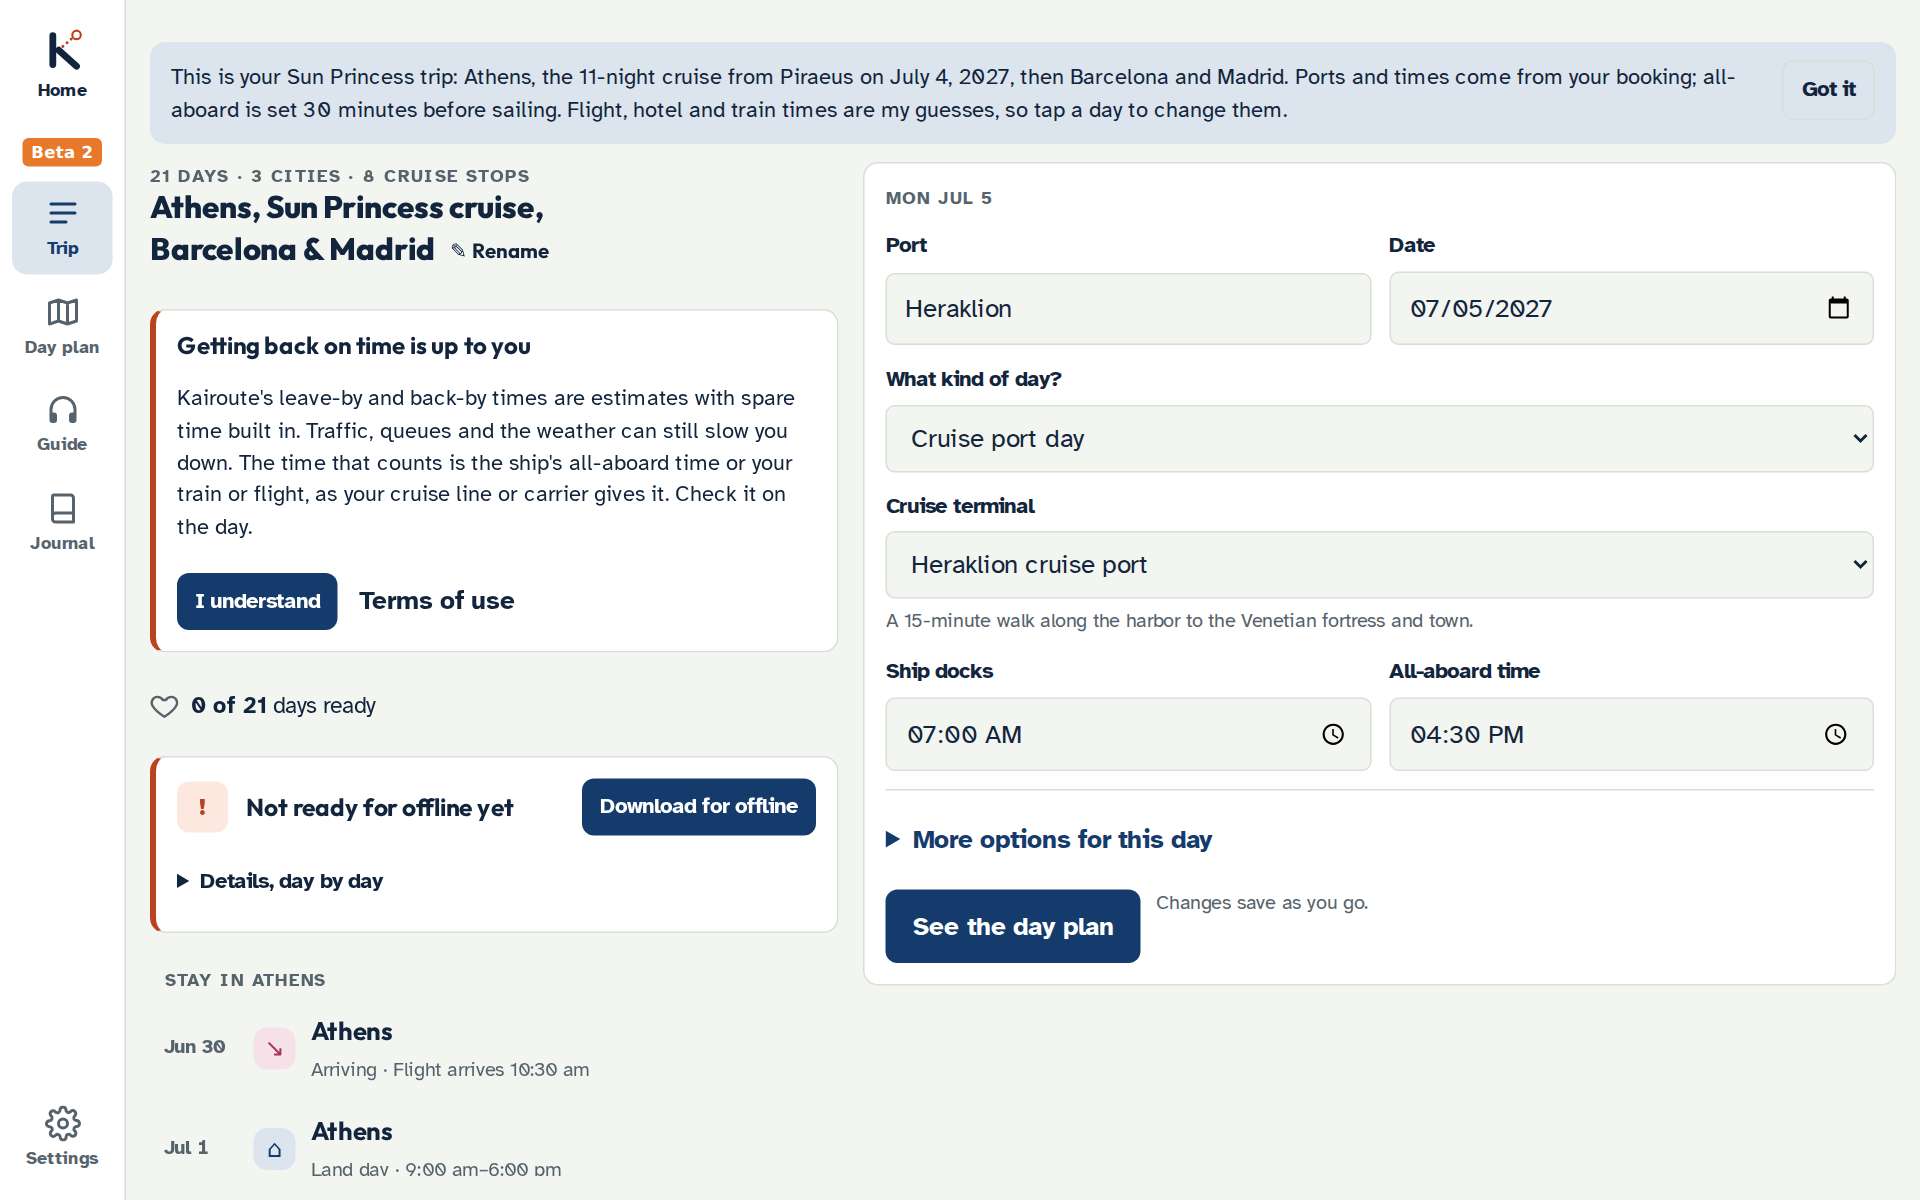 Home
Beta 2
Trip
Day plan
Guide
Journal
Settings
This is your Sun Princess trip: Athens, the 11-night cruise from Piraeus on July 4, 2027, then Barcelona and Madrid. Ports and times come from your booking; all-
aboard is set 30 minutes before sailing. Flight, hotel and train times are my guesses, so tap a day to change them.
Got it
21 DAYS · 3 CITIES · 8 CRUISE STOPS
Athens, Sun Princess cruise,
Barcelona & Madrid ✎ Rename
Getting back on time is up to you
Kairoute's leave-by and back-by times are estimates with spare
time built in. Traffic, queues and the weather can still slow you
down. The time that counts is the ship's all-aboard time or your
train or flight, as your cruise line or carrier gives it. Check it on
the day.
I understand
Terms of use
0 of 21 days ready
! Not ready for offline yet
Download for offline
▶ Details, day by day
STAY IN ATHENS
Jun 30
↘
Athens
Arriving · Flight arrives 10:30 am
Jul 1
⌂
Athens
Land day · 9:00 am–6:00 pm
MON JUL 5
Port
Heraklion
Date
07/05/2027
What kind of day?
Cruise port day
Cruise terminal
Heraklion cruise port
A 15-minute walk along the harbor to the Venetian fortress and town.
Ship docks
07:00 AM
All-aboard time
04:30 PM
▶ More options for this day
See the day plan
Changes save as you go.